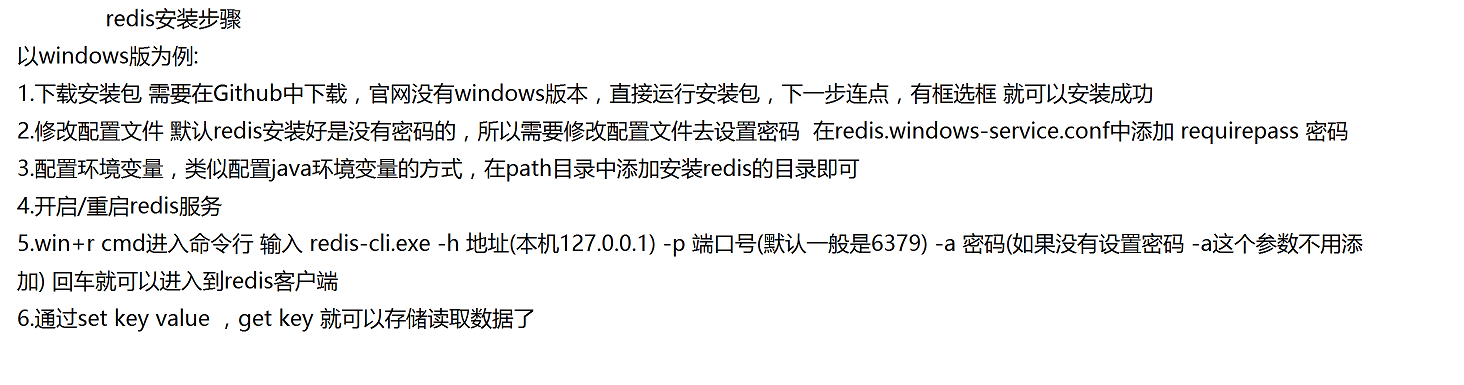 redis安装步骤
以windows版为例:
1.下载安装包 需要在Github中下载，官网没有windows版本，直接运行安装包，下一步连点，有框选框 就可以安装成功
2.修改配置文件 默认redis安装好是没有密码的，所以需要修改配置文件去设置密码  在redis.windows-service.conf中添加 requirepass 密码
3.配置环境变量，类似配置java环境变量的方式，在path目录中添加安装redis的目录即可
4.开启/重启redis服务
5.win+r cmd进入命令行 输入 redis-cli.exe -h 地址(本机127.0.0.1) -p 端口号(默认一般是6379) -a 密码(如果没有设置密码 -a这个参数不用添
加) 回车就可以进入到redis客户端
6.通过set key value ，get key 就可以存储读取数据了